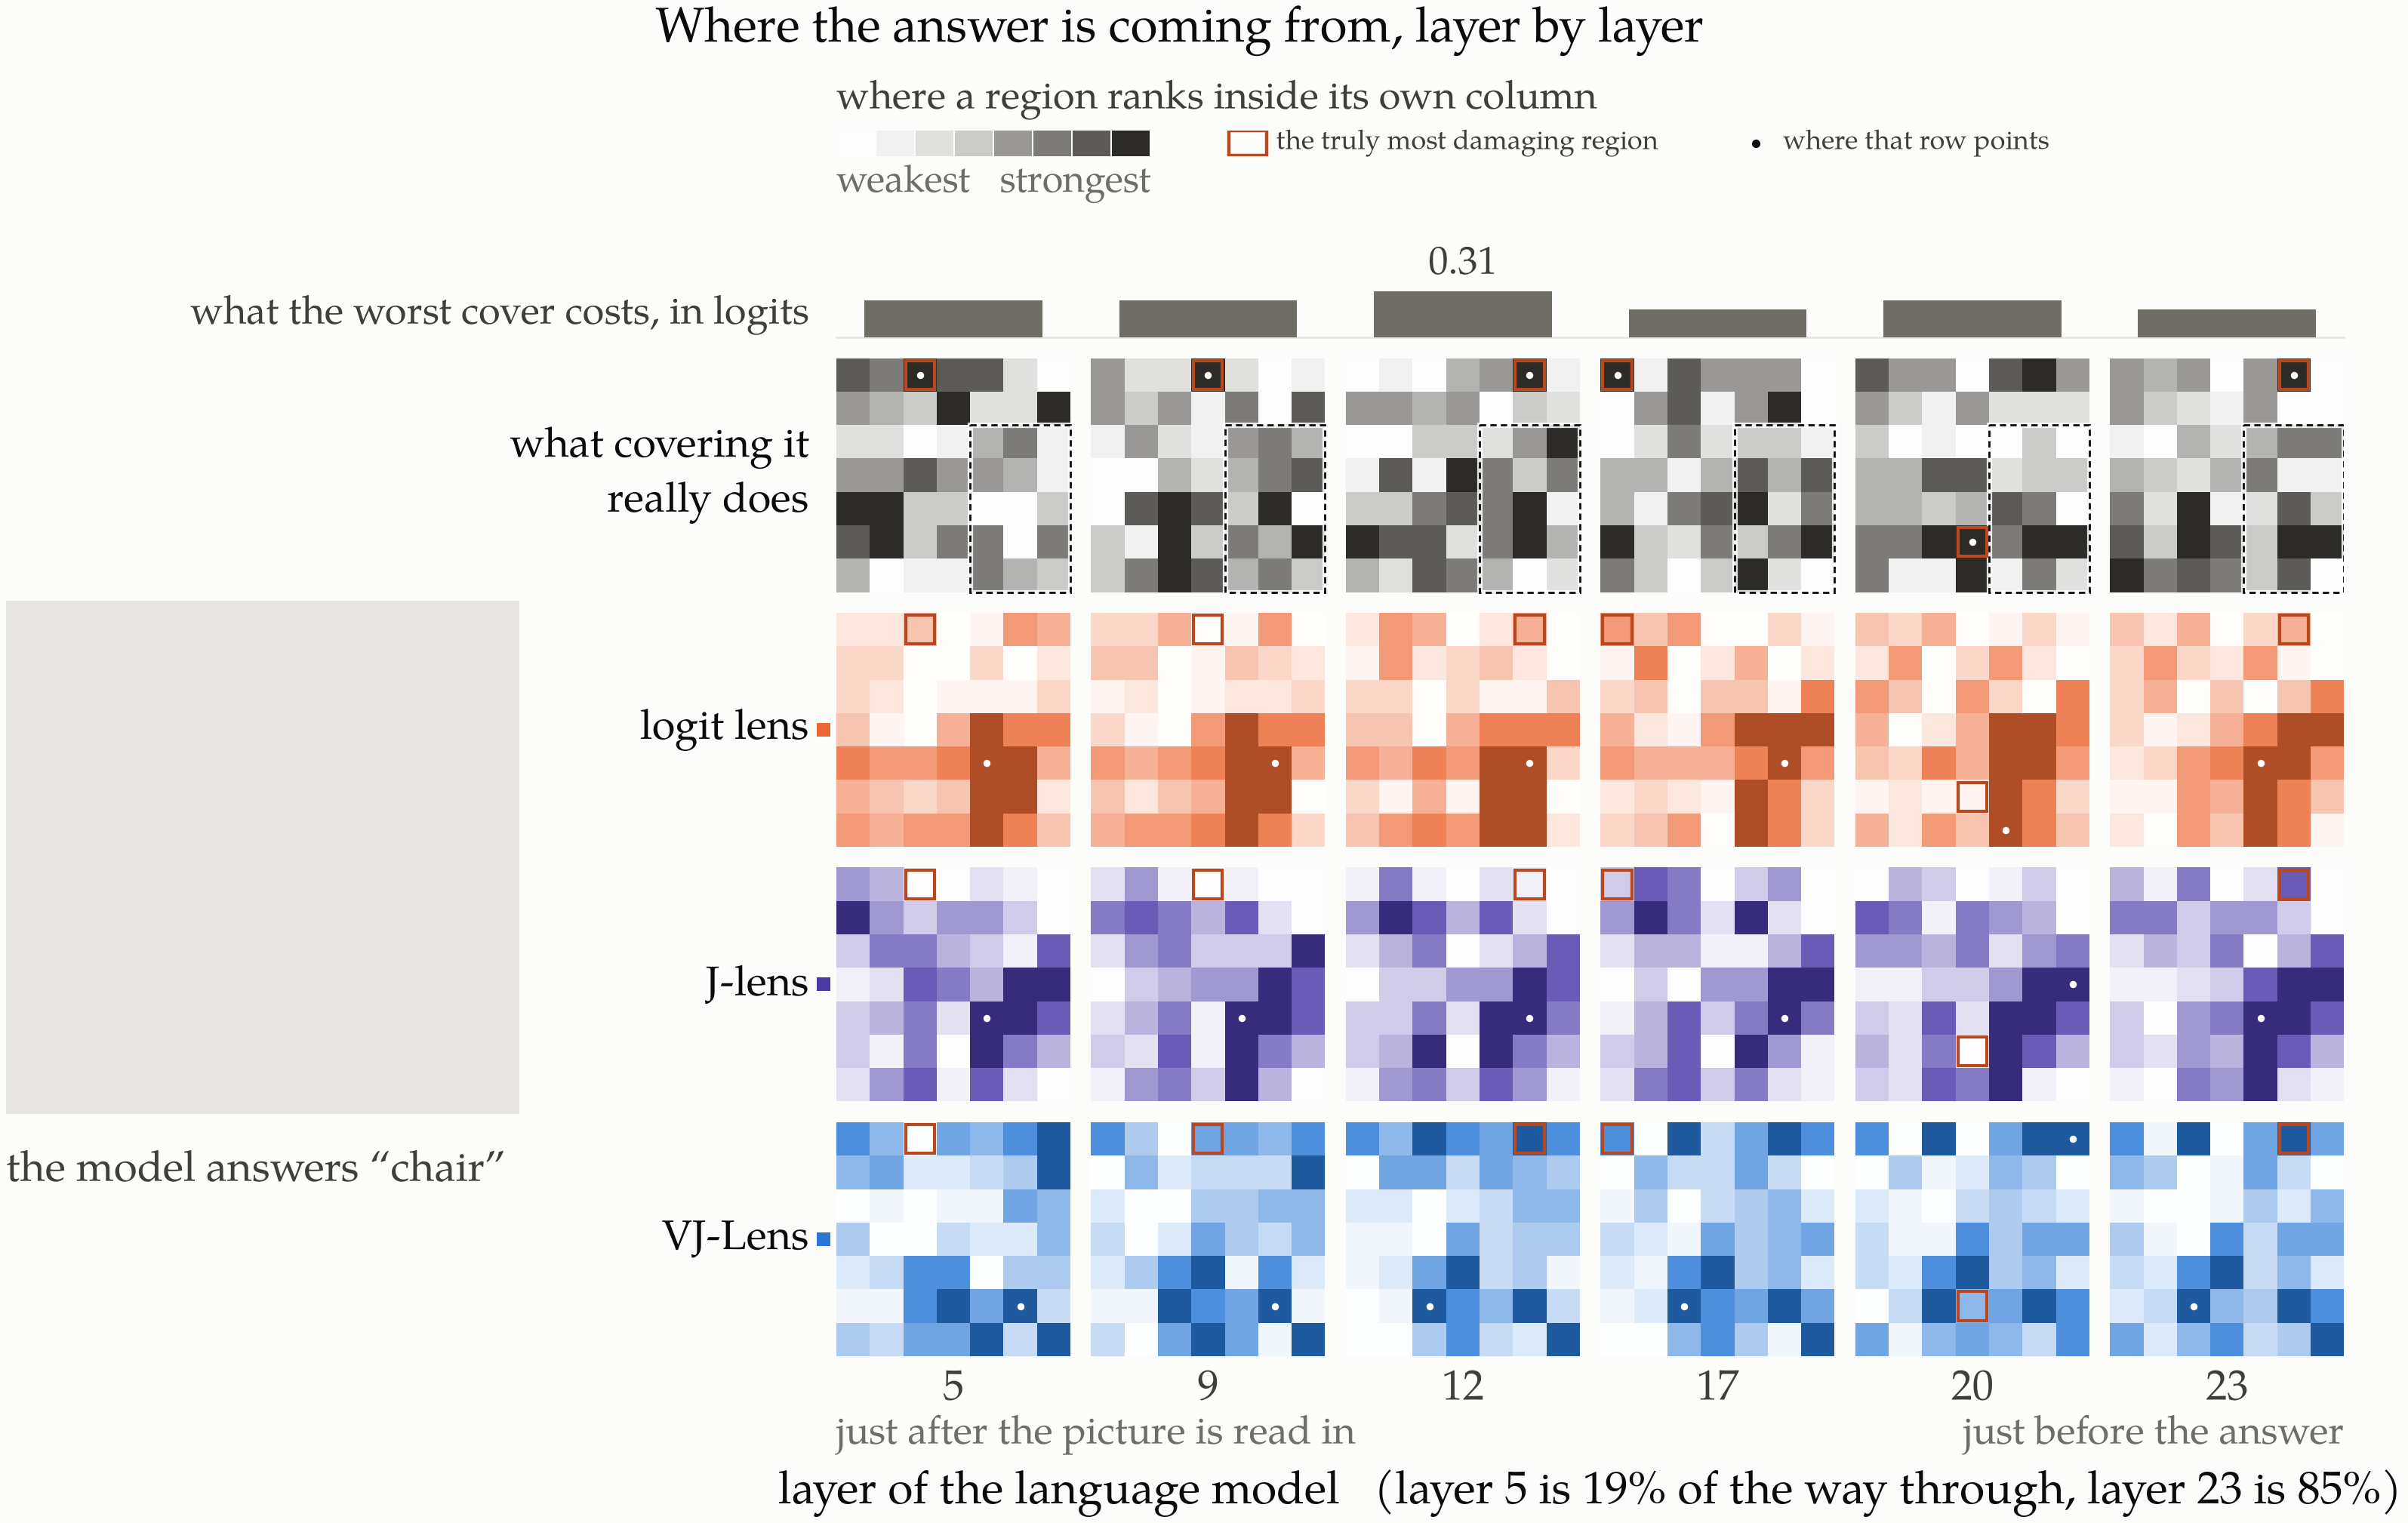 Where the answer is coming from, layer by layer
where a region ranks inside its own column
weakest strongest
the truly most damaging region
where that row points
0.31
what the worst cover costs, in logits
what covering it
really does
logit lens
J-lens
VJ-Lens
the model answers “chair”
5 9 12 17 20 23
just after the picture is read in
just before the answer
layer of the language model (layer 5 is 19% of the way through, layer 23 is 85%)